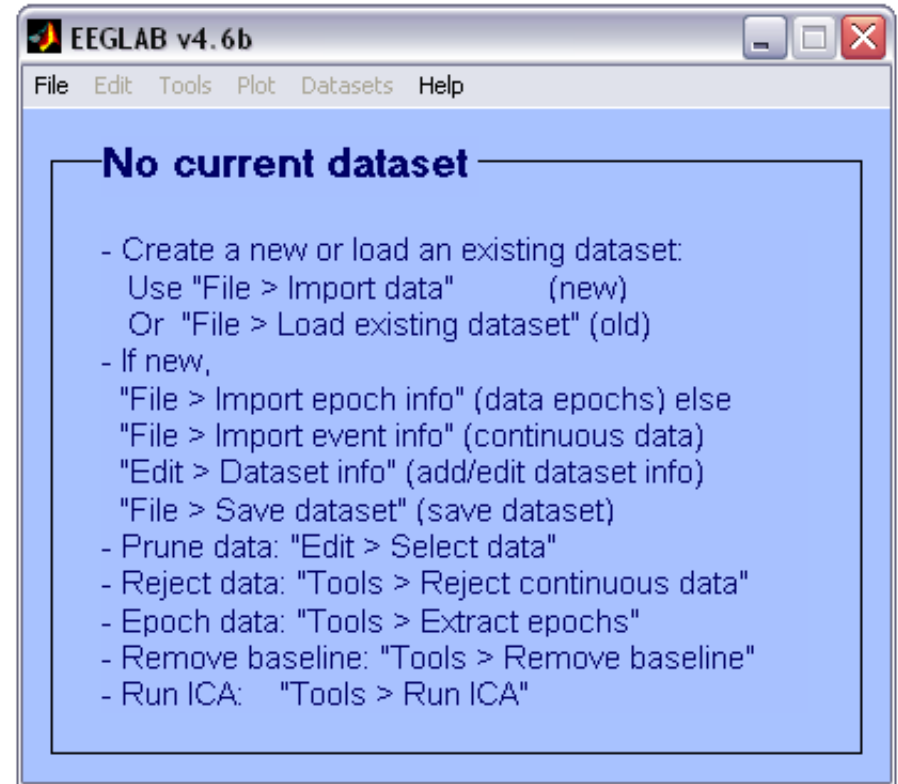 EEGLAB v4.6b
File Edit Tools Plot Datasets Help
No current dataset
- Create a new or load an existing dataset:
Use "File > Import data" (new)
Or "File > Load existing dataset" (old)
- If new,
"File > Import epoch info" (data epochs) else
"File > Import event info" (continuous data)
"Edit > Dataset info" (add/edit dataset info)
"File > Save dataset" (save dataset)
- Prune data: "Edit > Select data"
- Reject data: "Tools > Reject continuous data"
- Epoch data: "Tools > Extract epochs"
- Remove baseline: "Tools > Remove baseline"
- Run ICA: "Tools > Run ICA"